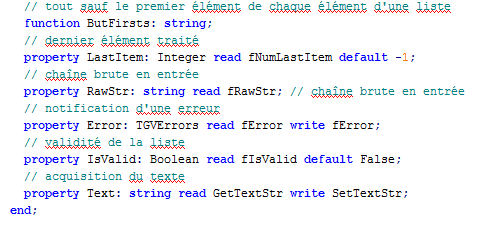 // tout sauf le premier élément de chaque élément d'une liste
function ButFirsts: string;
// dernier élément traité
property LastItem: Integer read fNumLastItem default -1;
// chaîne brute en entrée
property RawStr: string read fRawStr; // chaîne brute en entrée
// notification d'une erreur
property Error: TGVErrors read fError write fError;
// validité de la liste
property IsValid: Boolean read fIsValid default False;
// acquisition du texte
property Text: string read GetTextStr write SetTextStr;
end;